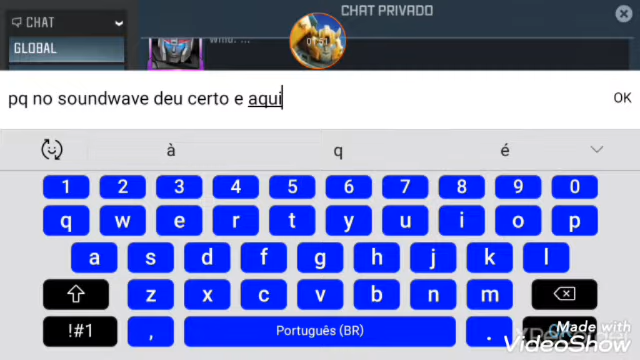 CHAT PRIVADO
CHAT
GLOBAL
pq no soundwave deu certo e aqui
OK
à q é
1 2 3 4 5 6 7 8 9 0
q w e r t y u i o p
a s d f g h j k l
z x c v b n m
!#1 , Português (BR) .
Made with
VideoShow